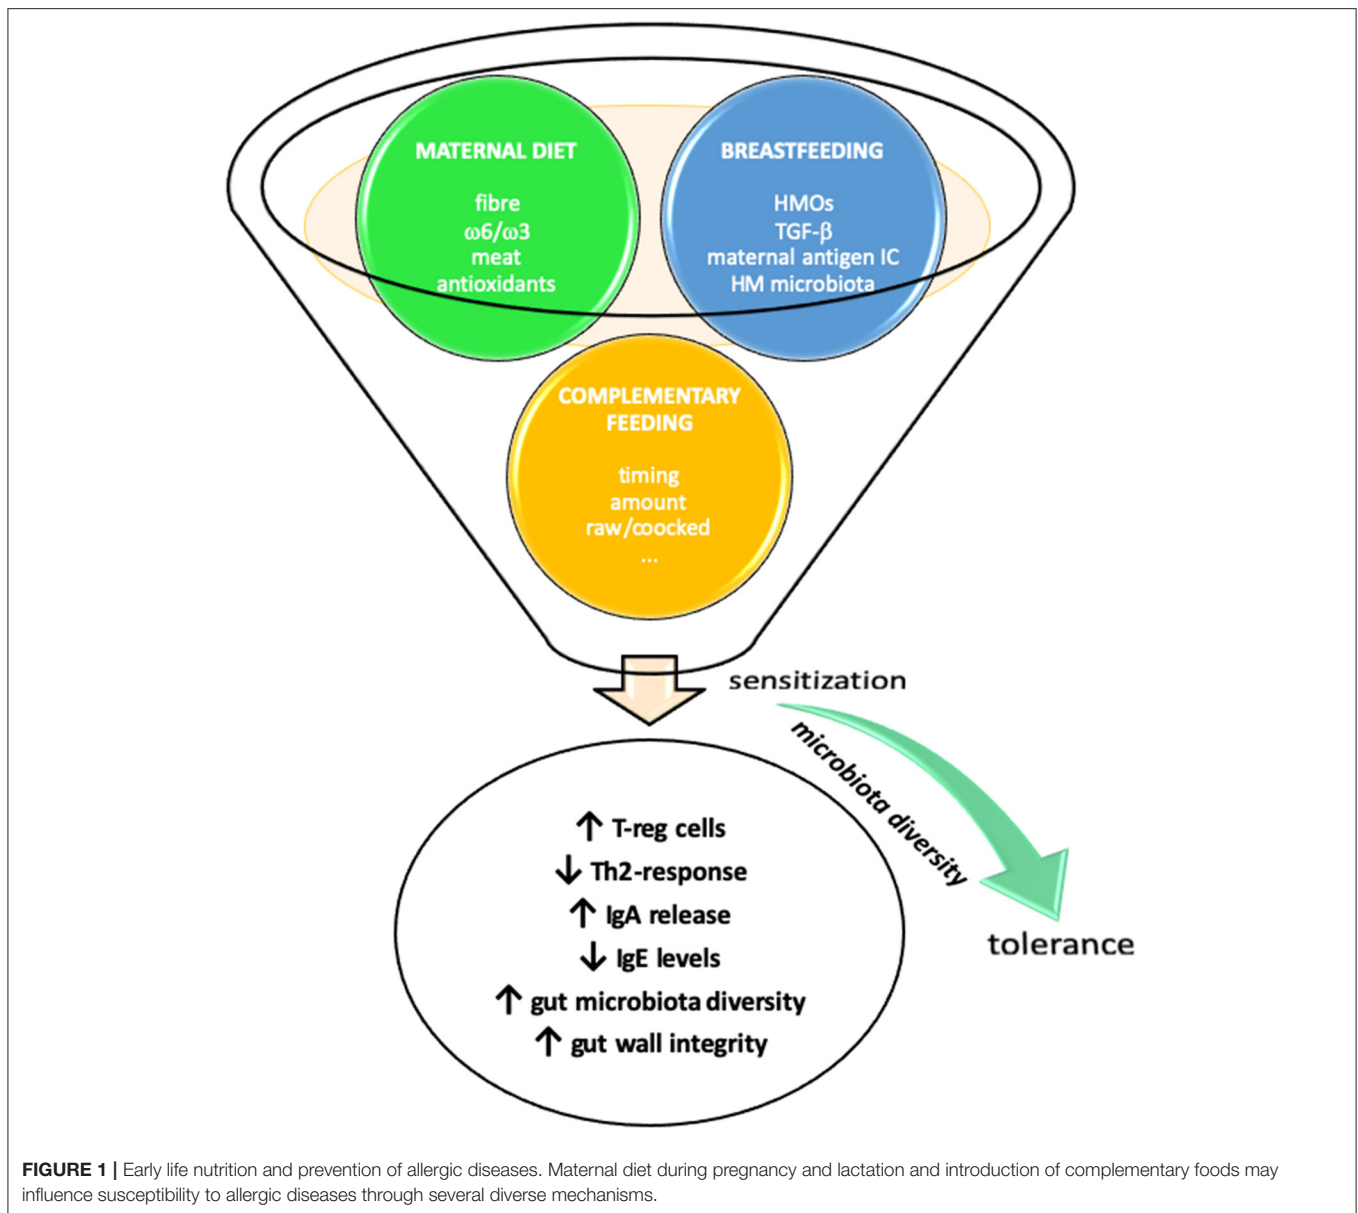 MATERNAL DIET
fibre
ω6/ω3
meat
antioxidants
BREASTFEEDING
HMOs
TGF-β
maternal antigen IC
HM microbiota
COMPLEMENTARY
FEEDING
timing
amount
raw/coocked
...
sensitization
microbiota diversity
tolerance
↑ T-reg cells
↓ Th2-response
↑ IgA release
↓ IgE levels
↑ gut microbiota diversity
↑ gut wall integrity
FIGURE 1 | Early life nutrition and prevention of allergic diseases. Maternal diet during pregnancy and lactation and introduction of complementary foods may
influence susceptibility to allergic diseases through several diverse mechanisms.